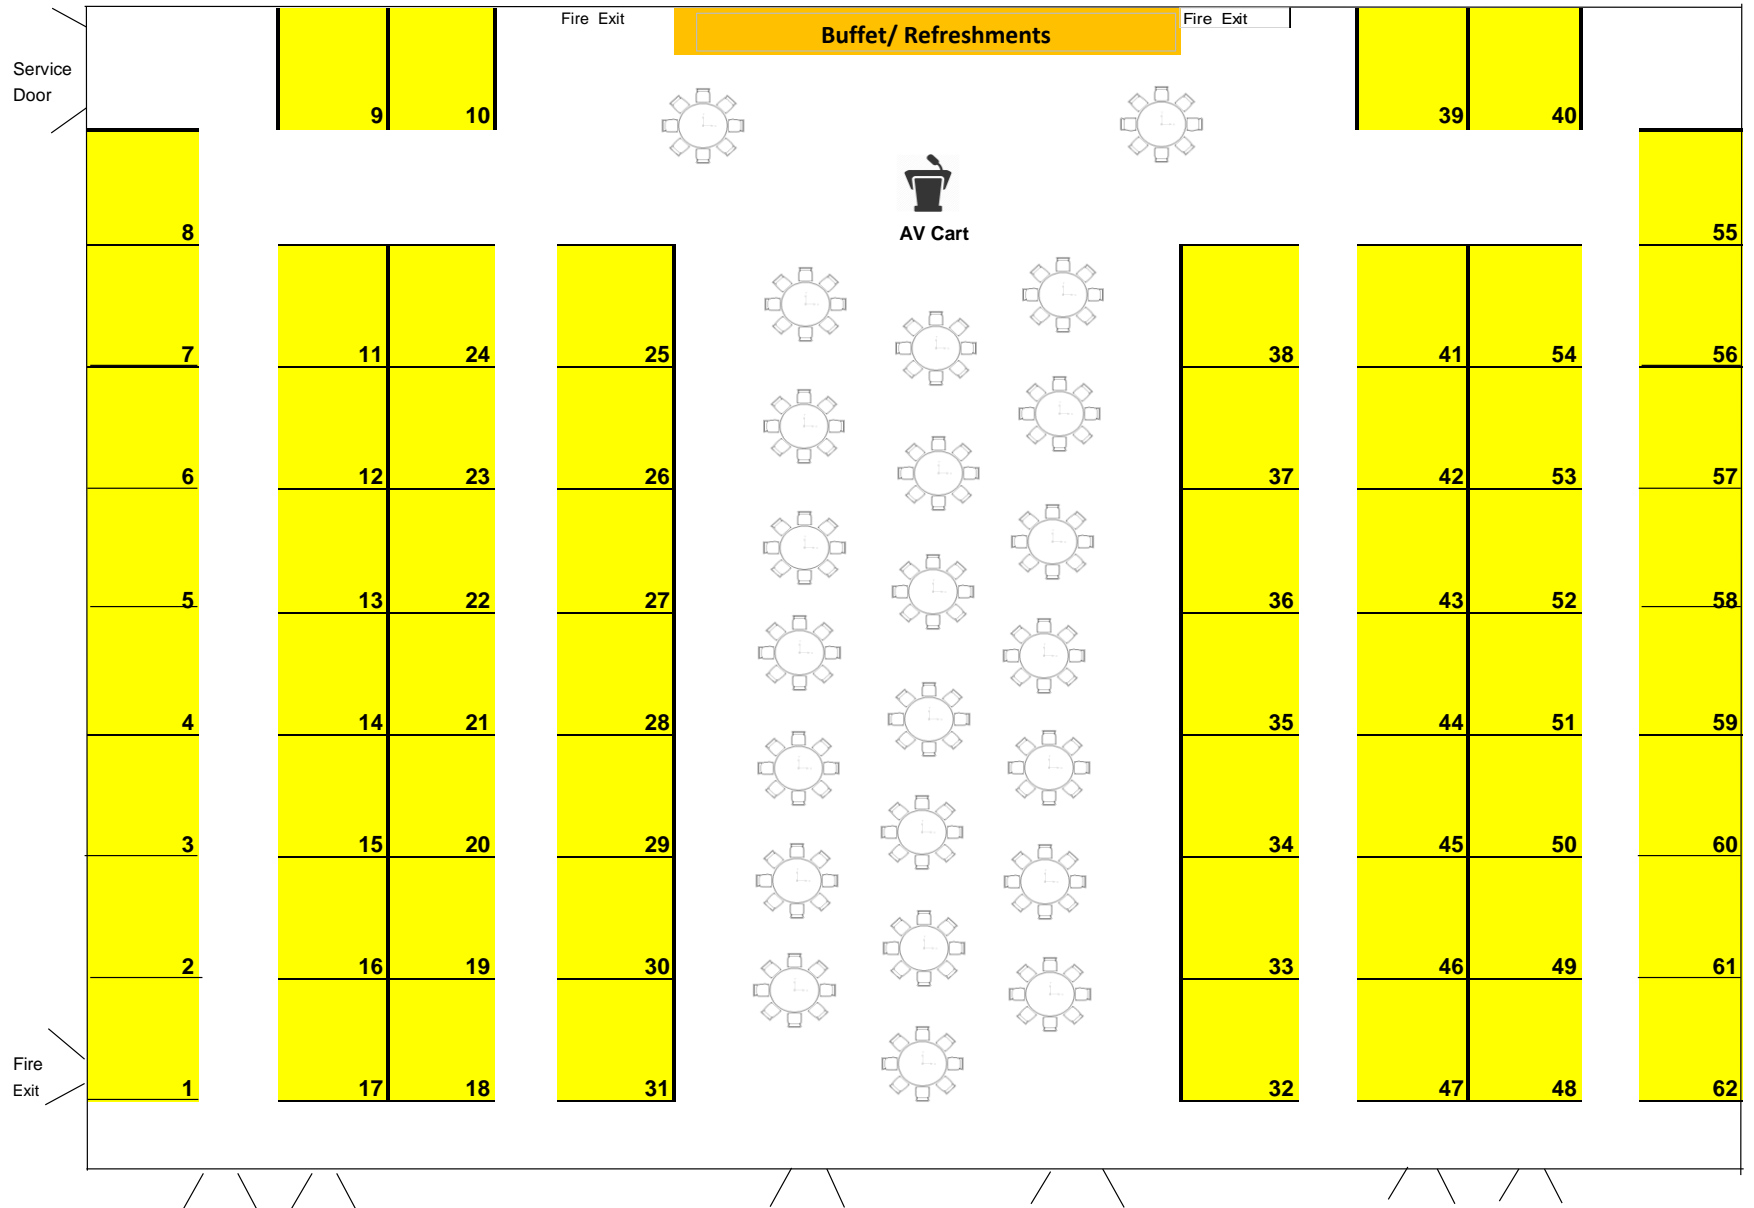 Fire Exit
Buffet/ Refreshments
Fire Exit
Service
Door
9 10 39 40
AV Cart
8 55
7 11 24 25 38 41 54 56
6 12 23 26 37 42 53 57
5 13 22 27 36 43 52 58
4 14 21 28 35 44 51 59
3 15 20 29 34 45 50 60
2 16 19 30 33 46 49 61
Fire
Exit
1 17 18 31 32 47 48 62